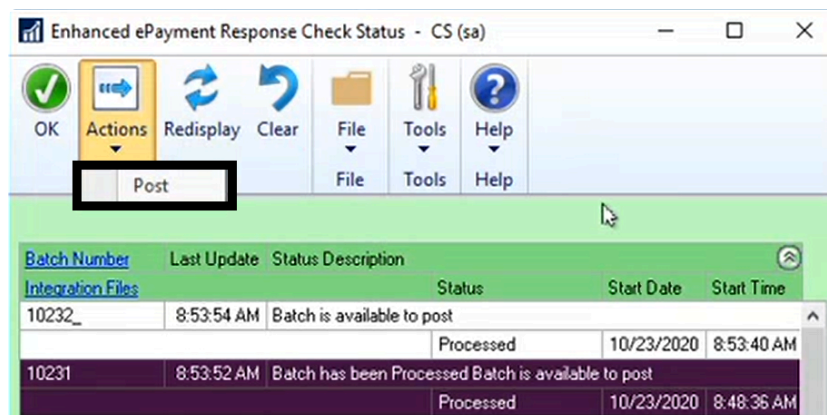 Enhanced ePayment Response Check Status - CS (sa)
OK Actions Redisplay Clear File Tools Help
Post File Tools Help
Batch Number Last Update Status Description
Integration Files Status Start Date Start Time
10232_ 8:53:54 AM Batch is available to post
Processed 10/23/2020 8:53:40 AM
10231 8:53:52 AM Batch has been Processed Batch is available to post
Processed 10/23/2020 8:48:36 AM